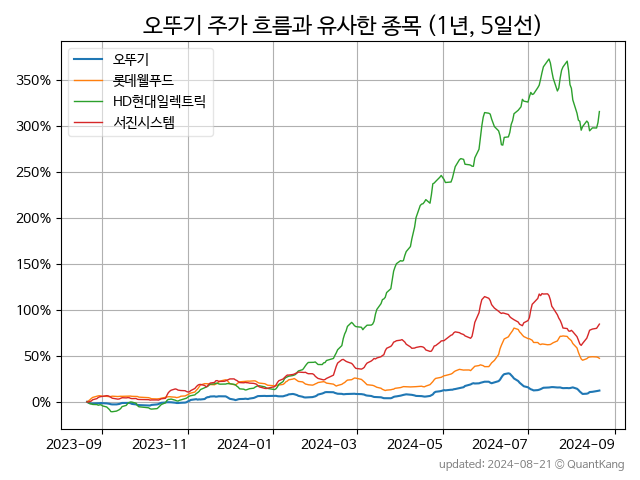 오뚜기 주가 흐름과 유사한 종목 (1년, 5일선)
오뚜기
롯데웰푸드
HD현대일렉트릭
서진시스템
350%
300%
250%
200%
150%
100%
50%
0%
2023-09 2023-11 2024-01 2024-03 2024-05 2024-07 2024-09
updated: 2024-08-21 © QuantKang